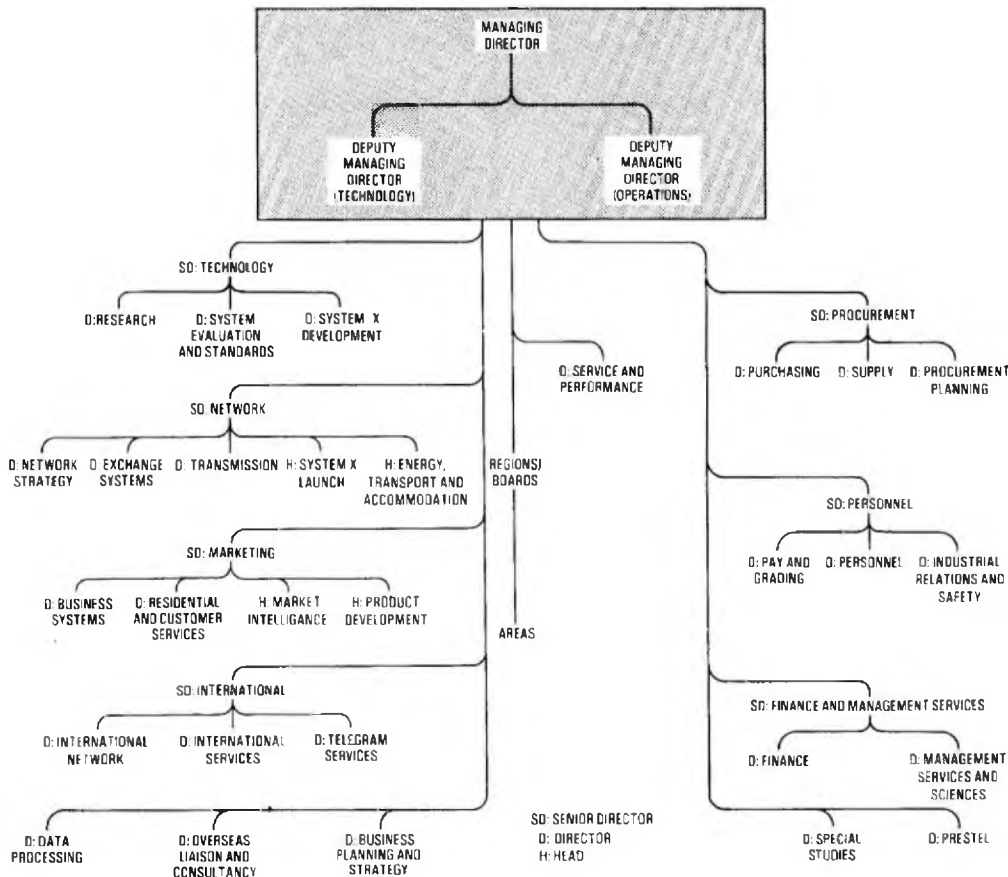 MANAGING
DIRECTOR
DEPUTY
MANAGING
DIRECTOR
(TECHNOLOGY)
DEPUTY
MANAGING
DIRECTOR
(OPERATIONS)
SD: TECHNOLOGY
D: RESEARCH
D: SYSTEM
EVALUATION
AND STANDARDS
D: SYSTEM X
DEVELOPMENT
SD: NETWORK
D: NETWORK
STRATEGY
D: EXCHANGE
SYSTEMS
D: TRANSMISSION
H: SYSTEM X
LAUNCH
H: ENERGY,
TRANSPORT AND
ACCOMMODATION
SD: MARKETING
D: BUSINESS
SYSTEMS
D: RESIDENTIAL
AND CUSTOMER
SERVICES
H: MARKET
INTELLIGANCE
H: PRODUCT
DEVELOPMENT
SD: INTERNATIONAL
D: INTERNATIONAL
NETWORK
D: INTERNATIONAL
SERVICES
D: TELEGRAM
SERVICES
D: DATA
PROCESSING
D: OVERSEAS
LIAISON AND
CONSULTANCY
D: BUSINESS
PLANNING AND
STRATEGY
D: SERVICE AND
PERFORMANCE
REGIONS/
BOARDS
AREAS
SD: PROCUREMENT
D: PURCHASING
D: SUPPLY
D: PROCUREMENT
PLANNING
SD: PERSONNEL
D: PAY AND
GRADING
D: PERSONNEL
D: INDUSTRIAL
RELATIONS AND
SAFETY
SD: FINANCE AND MANAGEMENT SERVICES
D: FINANCE
D: MANAGEMENT
SERVICES AND
SCIENCES
D: SPECIAL
STUDIES
D: PRESTEL
SD: SENIOR DIRECTOR
D: DIRECTOR
H: HEAD